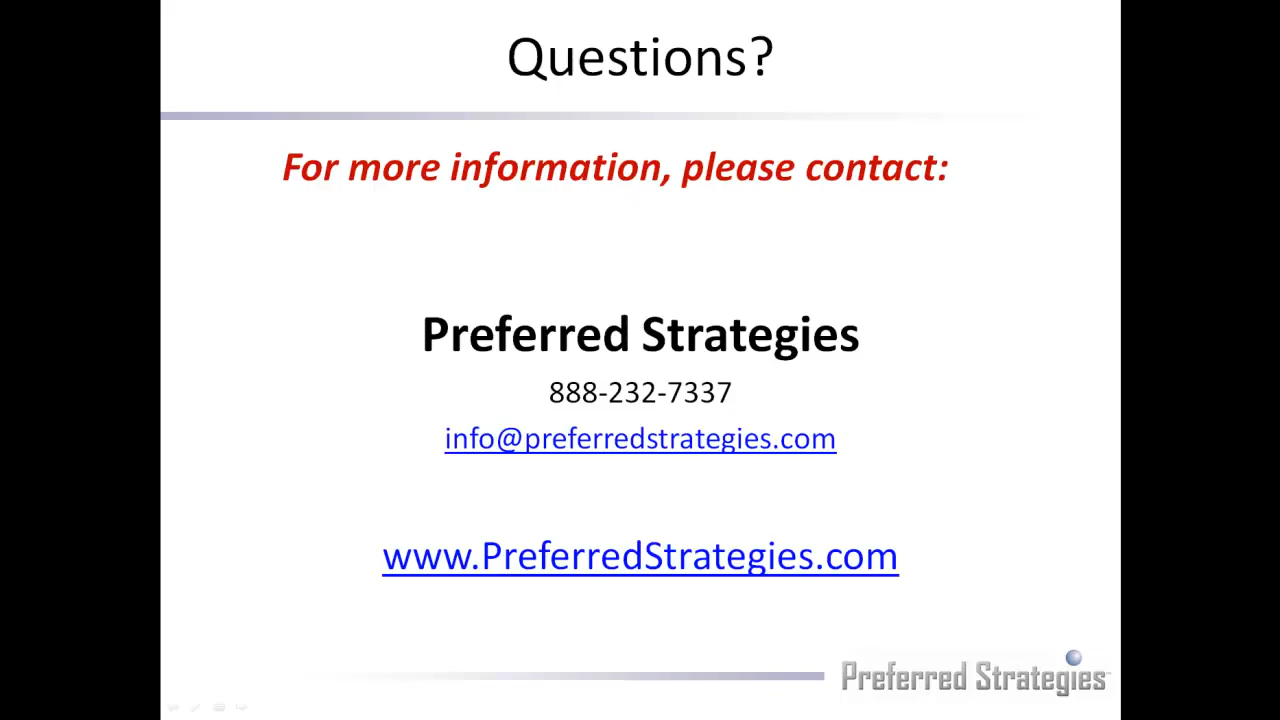 Questions?
For more information, please contact:
Preferred Strategies
888-232-7337
info@preferredstrategies.com
www.PreferredStrategies.com
Preferred Strategies